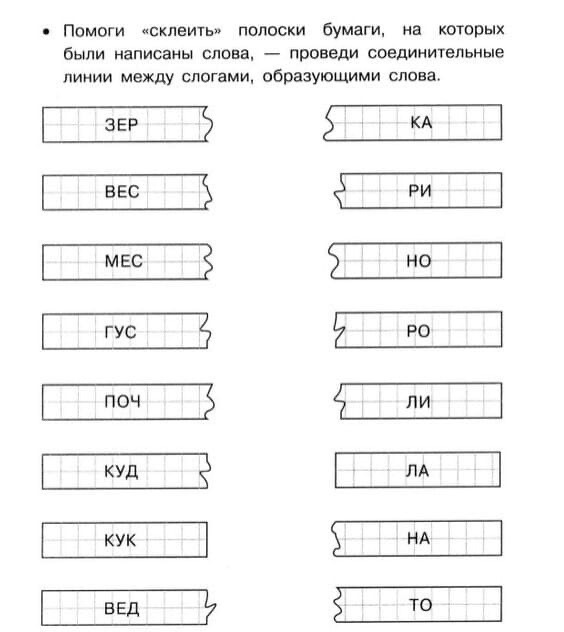 • Помоги «склеить» полоски бумаги, на которых
были написаны слова, — проведи соединительные
линии между слогами, образующими слова.
ЗЕР КА
ВЕС РИ
МЕС НО
ГУС РО
ПОЧ ЛИ
КУД ЛА
КУК НА
ВЕД ТО